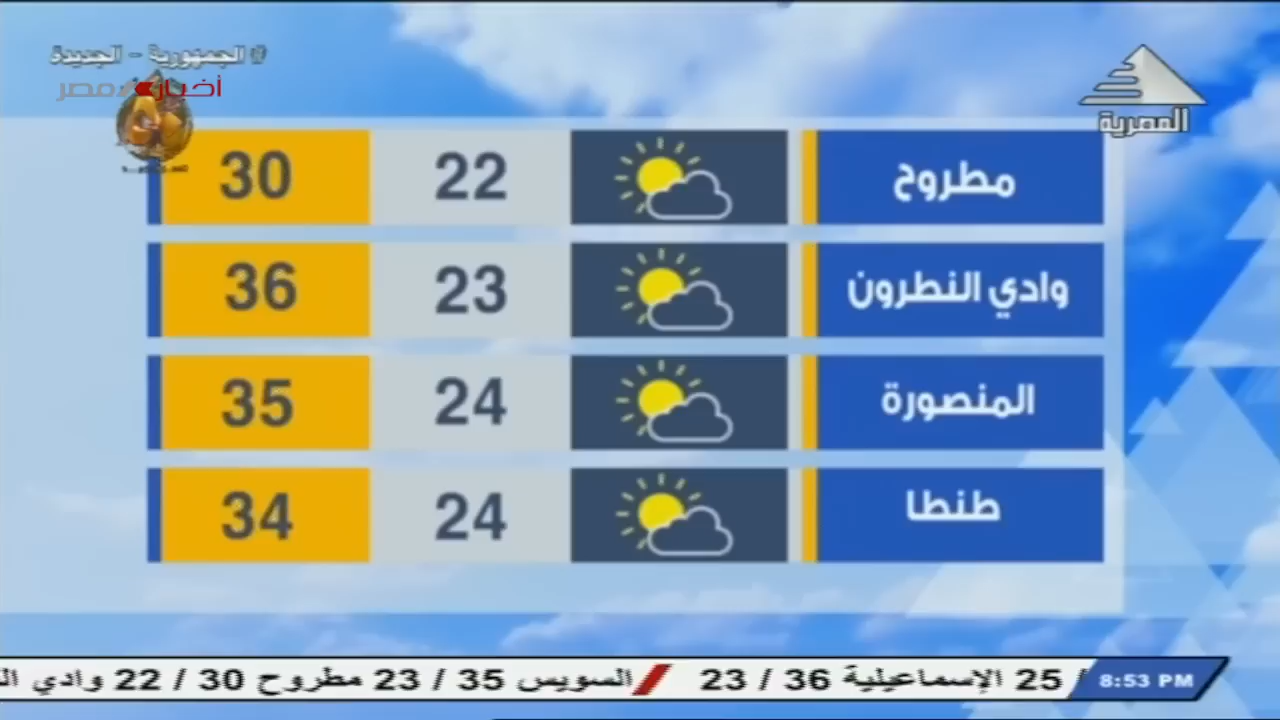 # الجمهورية - الجديدة
أخبار مصر
المصرية
مطروح 22 30
وادي النطرون 23 36
المنصورة 24 35
طنطا 24 34
8:53 PM
/ 25 الإسماعيلية 36 / 23 السويس 35 / 23 مطروح 30 / 22 وادي